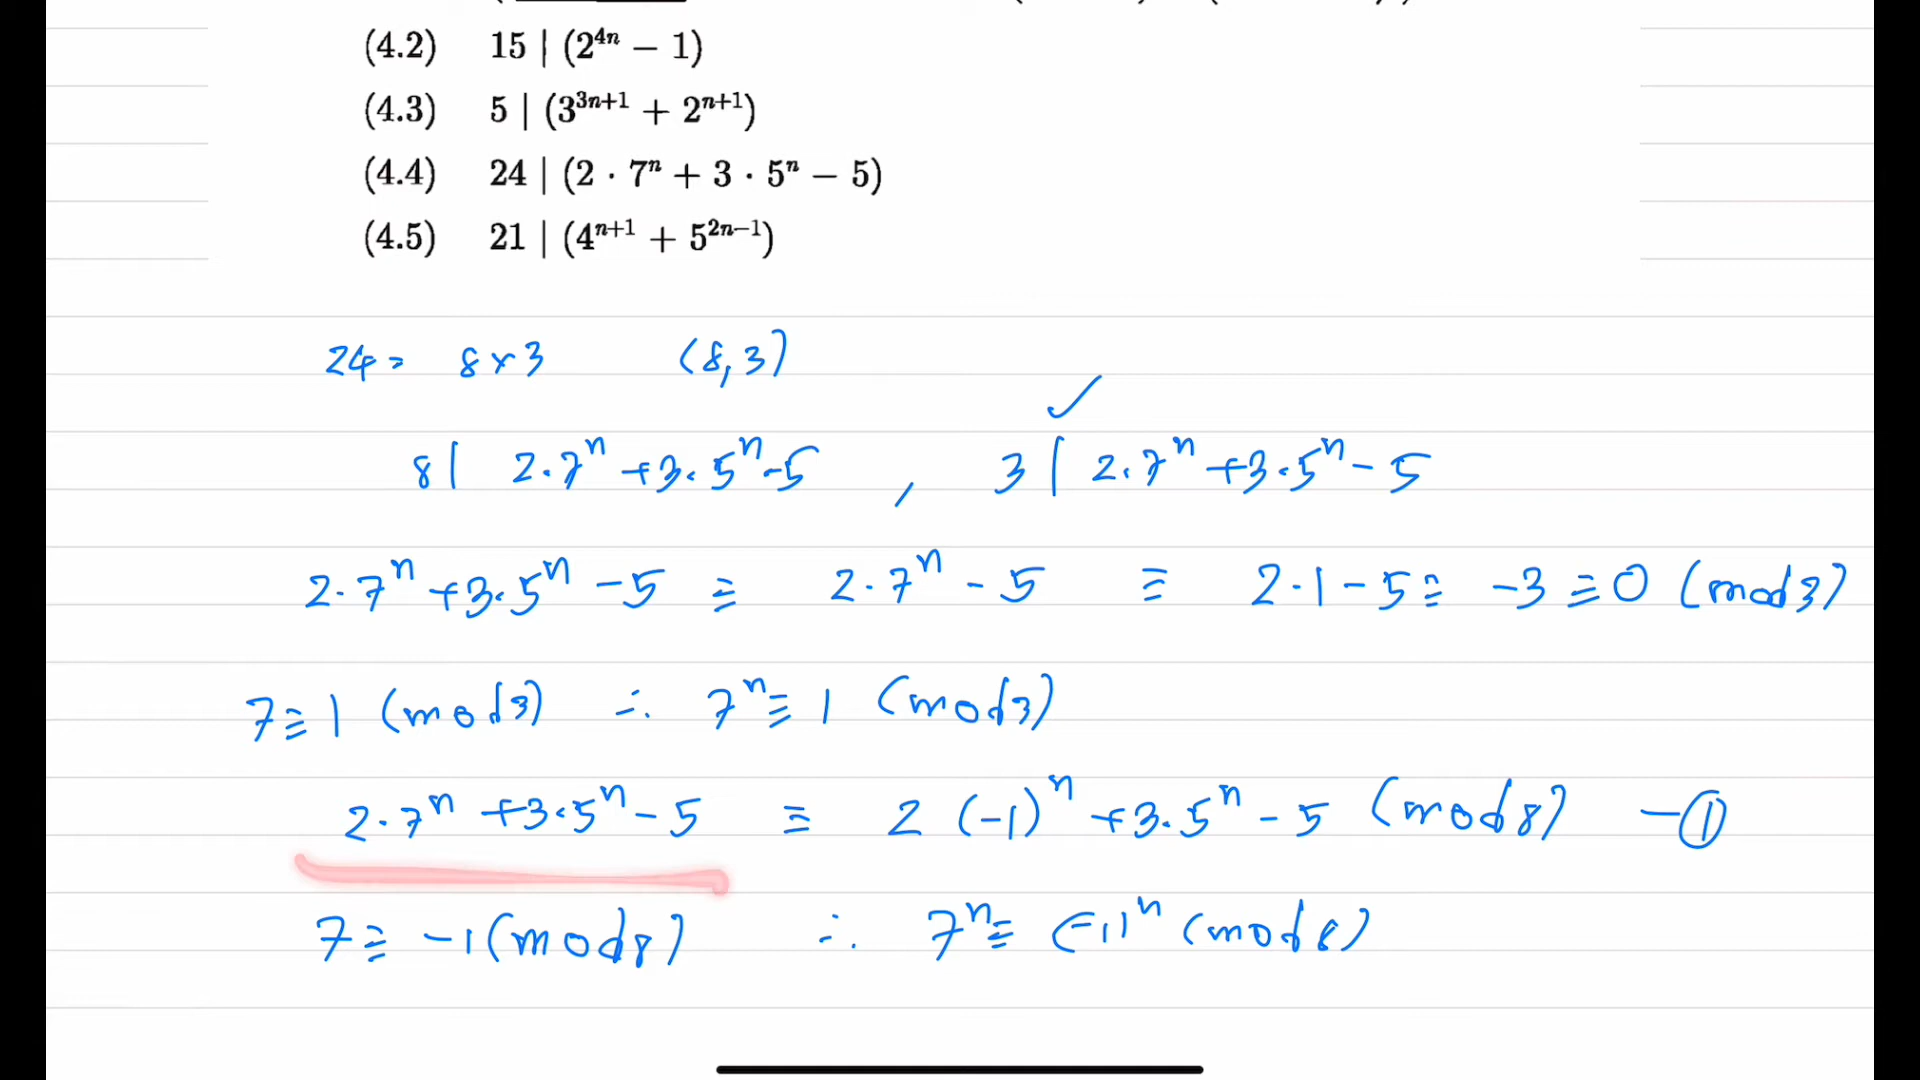 (4.2) 15 | (2^{4n} − 1)
(4.3) 5 | (3^{3n+1} + 2^{n+1})
(4.4) 24 | (2 · 7^n + 3 · 5^n − 5)
(4.5) 21 | (4^{n+1} + 5^{2n−1})
24 = 8 × 3 (8, 3)
✓
8 | 2·7^n + 3·5^n − 5 , 3 | 2·7^n + 3·5^n − 5
2·7^n + 3·5^n − 5 ≡ 2·7^n − 5 ≡ 2·1 − 5 ≡ −3 ≡ 0 (mod 3)
7 ≡ 1 (mod 3) ∴ 7^n ≡ 1 (mod 3)
2·7^n + 3·5^n − 5 ≡ 2 (−1)^n + 3·5^n − 5 (mod 8) — ①
7 ≡ −1 (mod 8) ∴ 7^n ≡ (−1)^n (mod 8)